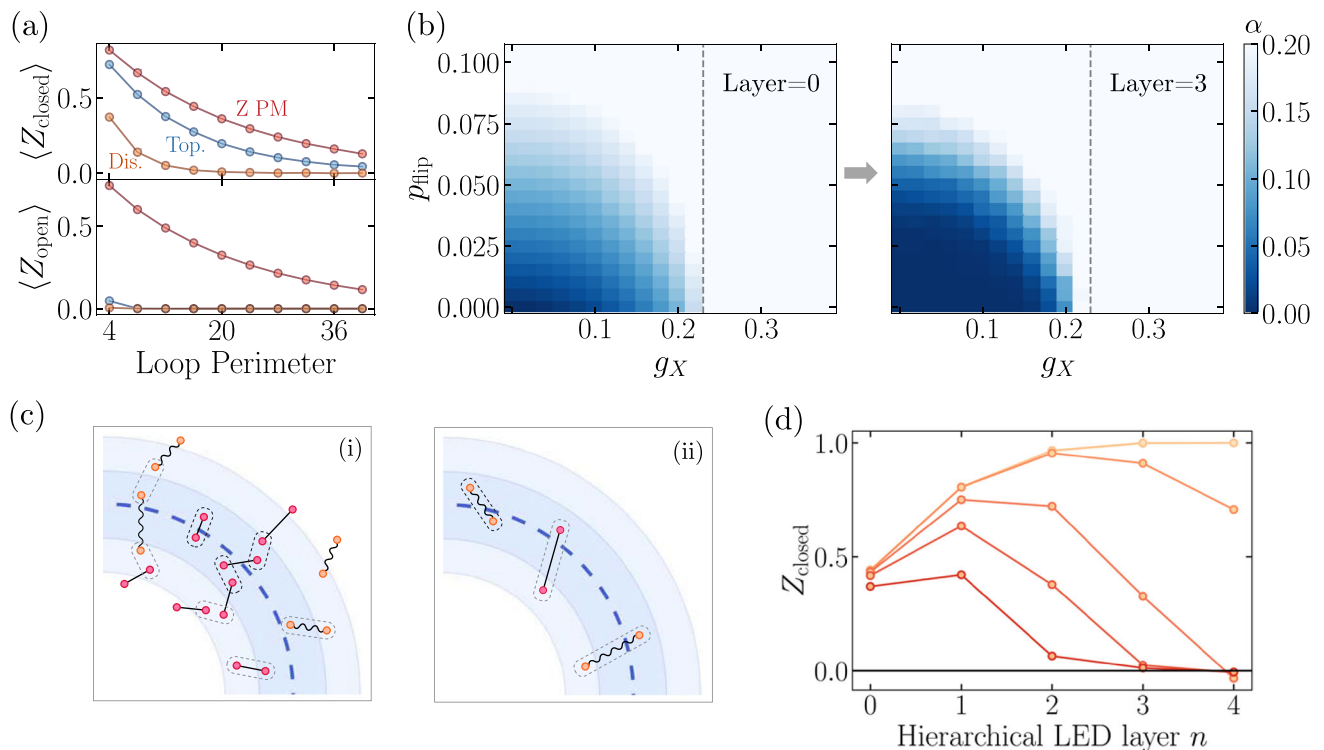 (a)
⟨Z_closed⟩
0.5
0.0
Z PM
Top.
Dis.
⟨Z_open⟩
0.5
0.0
4 20 36
Loop Perimeter
(b)
p_flip
0.100
0.075
0.050
0.025
0.000
Layer=0
0.1 0.2 0.3
g_X
Layer=3
0.1 0.2 0.3
g_X
α
0.20
0.15
0.10
0.05
0.00
(c)
(i)
(ii)
(d)
Z_closed
1.0
0.5
0.0
0 1 2 3 4
Hierarchical LED layer n